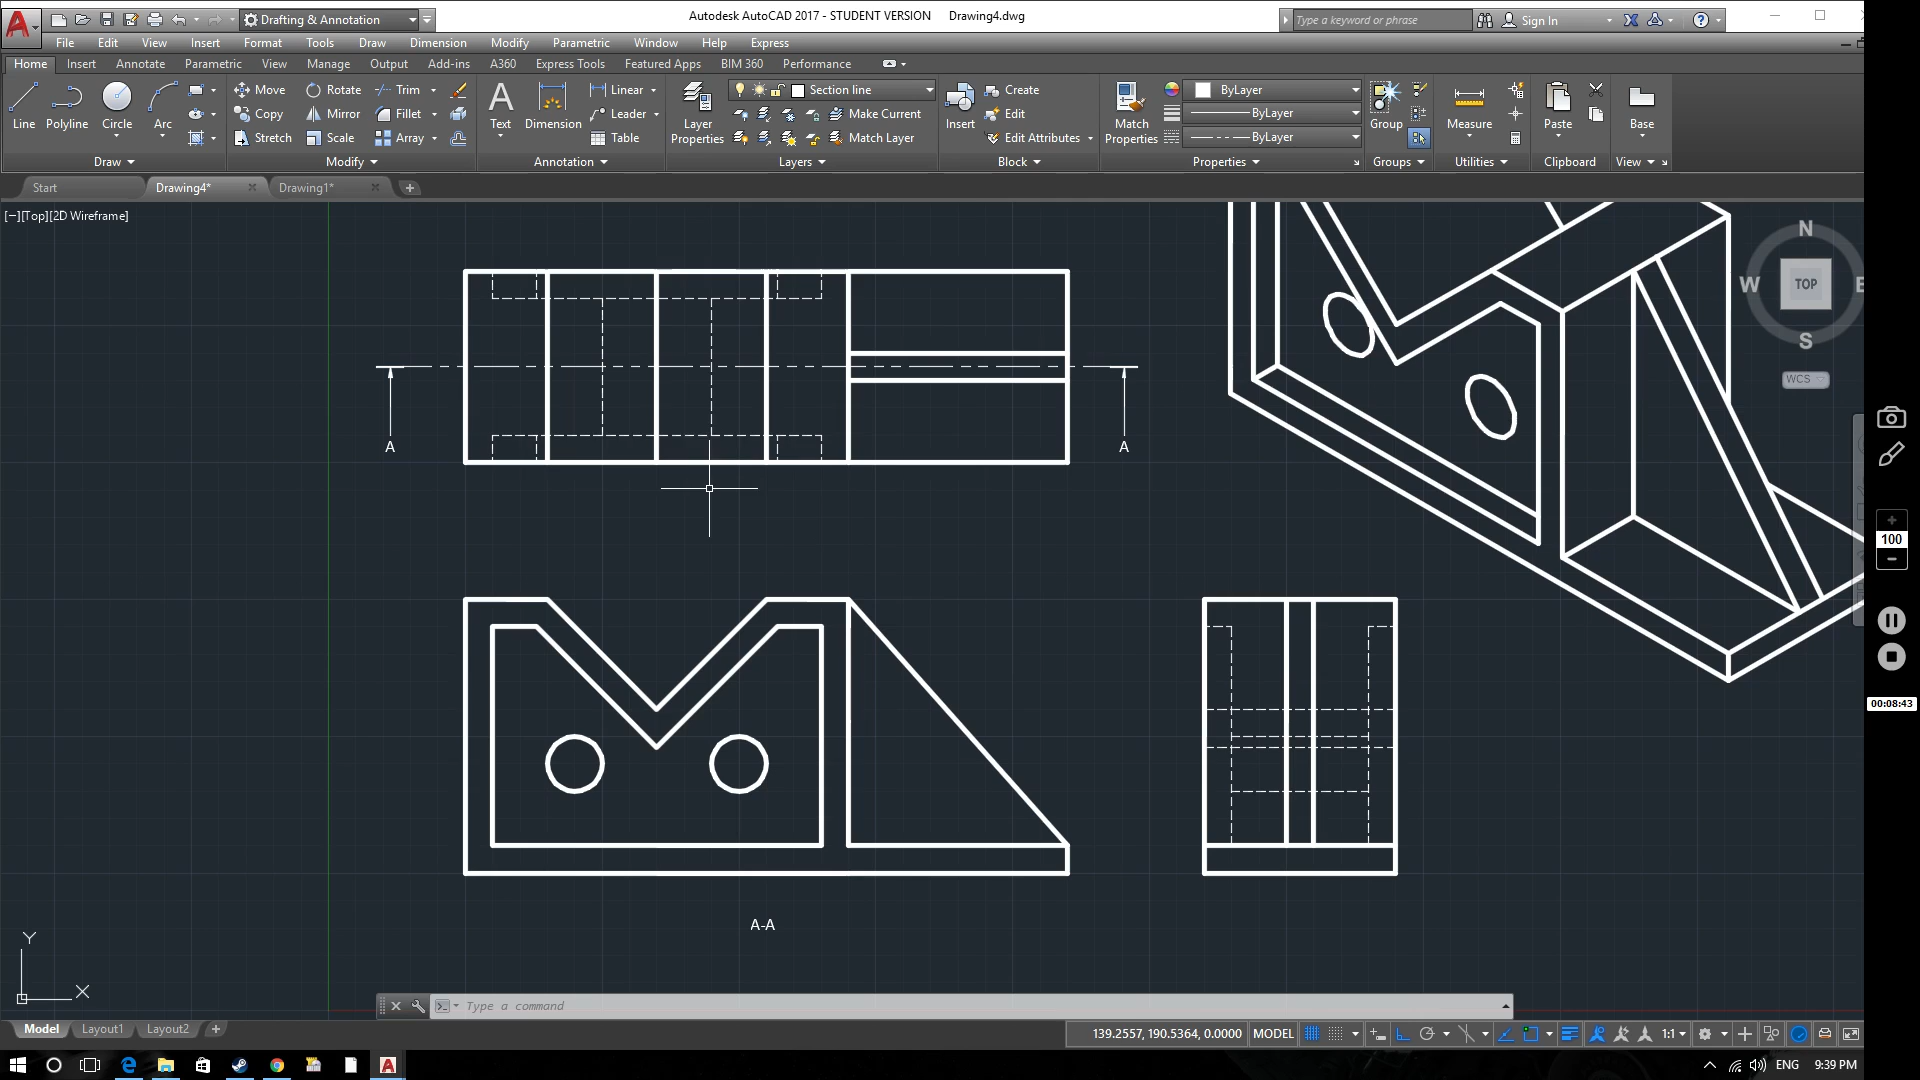 Drafting & Annotation
Autodesk AutoCAD 2017 - STUDENT VERSION Drawing4.dwg
Type a keyword or phrase
Sign In
File Edit View Insert Format Tools Draw Dimension Modify Parametric Window Help Express
Home Insert Annotate Parametric View Manage Output Add-ins A360 Express Tools Featured Apps BIM 360 Performance
Move Rotate Trim Linear Section line Create ByLayer
Copy Mirror Fillet Leader Make Current Edit ByLayer
Line Polyline Circle Arc Text Dimension Layer Properties Insert Match Properties Group Measure Paste Base
Stretch Scale Array Table Match Layer Edit Attributes ByLayer
Draw Modify Annotation Layers Block Properties Groups Utilities Clipboard View
Start Drawing4* Drawing1*
[−][Top][2D Wireframe]
N
W TOP E
S
WCS
A A
100
00:08:43
A-A
Y
X
Type a command
Model Layout1 Layout2
139.2557, 190.5364, 0.0000 MODEL 1:1
ENG 9:39 PM